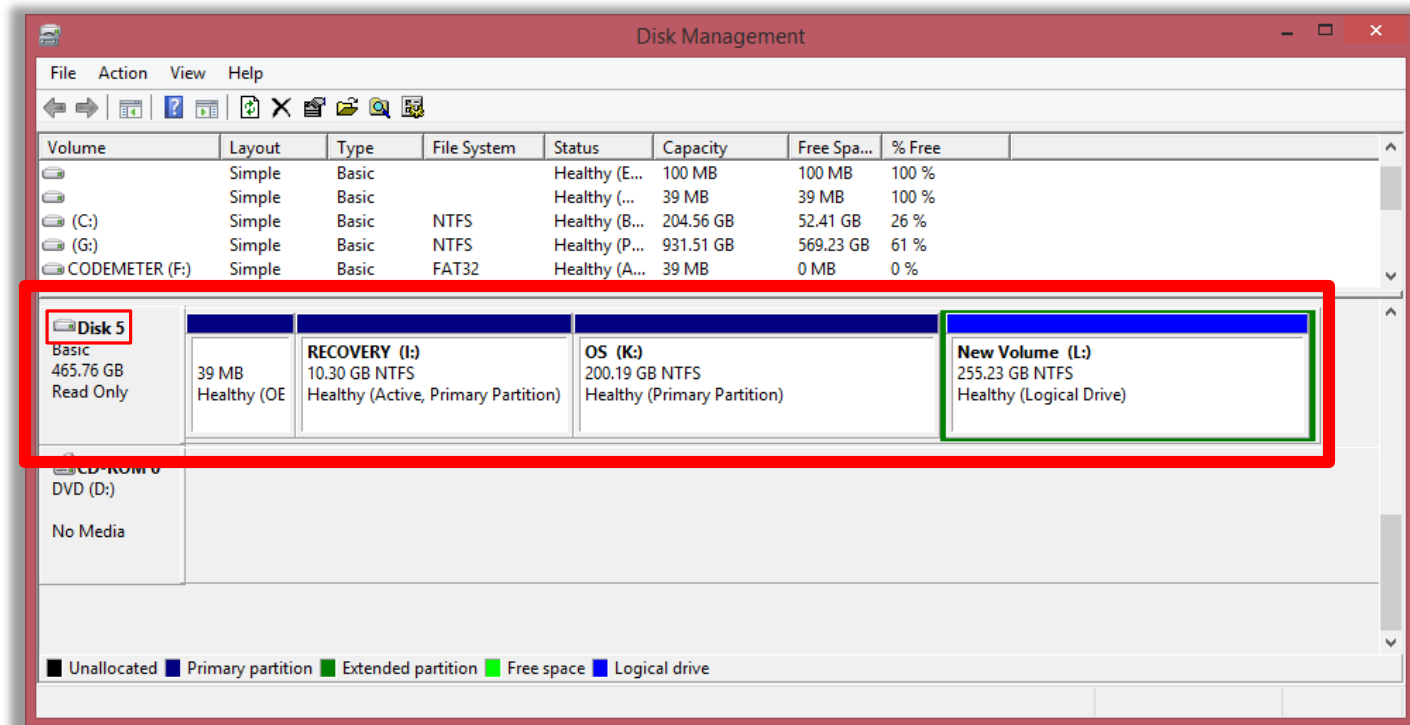 Disk Management
File Action View Help
Volume Layout Type File System Status Capacity Free Spa... % Free
Simple Basic Healthy (E... 100 MB 100 MB 100 %
Simple Basic Healthy (... 39 MB 39 MB 100 %
(C:) Simple Basic NTFS Healthy (B... 204.56 GB 52.41 GB 26 %
(G:) Simple Basic NTFS Healthy (P... 931.51 GB 569.23 GB 61 %
CODEMETER (F:) Simple Basic FAT32 Healthy (A... 39 MB 0 MB 0 %
Disk 5
Basic
465.76 GB
Read Only
39 MB
Healthy (OE
RECOVERY (I:)
10.30 GB NTFS
Healthy (Active, Primary Partition)
OS (K:)
200.19 GB NTFS
Healthy (Primary Partition)
New Volume (L:)
255.23 GB NTFS
Healthy (Logical Drive)
CD-ROM 0
DVD (D:)
No Media
Unallocated Primary partition Extended partition Free space Logical drive